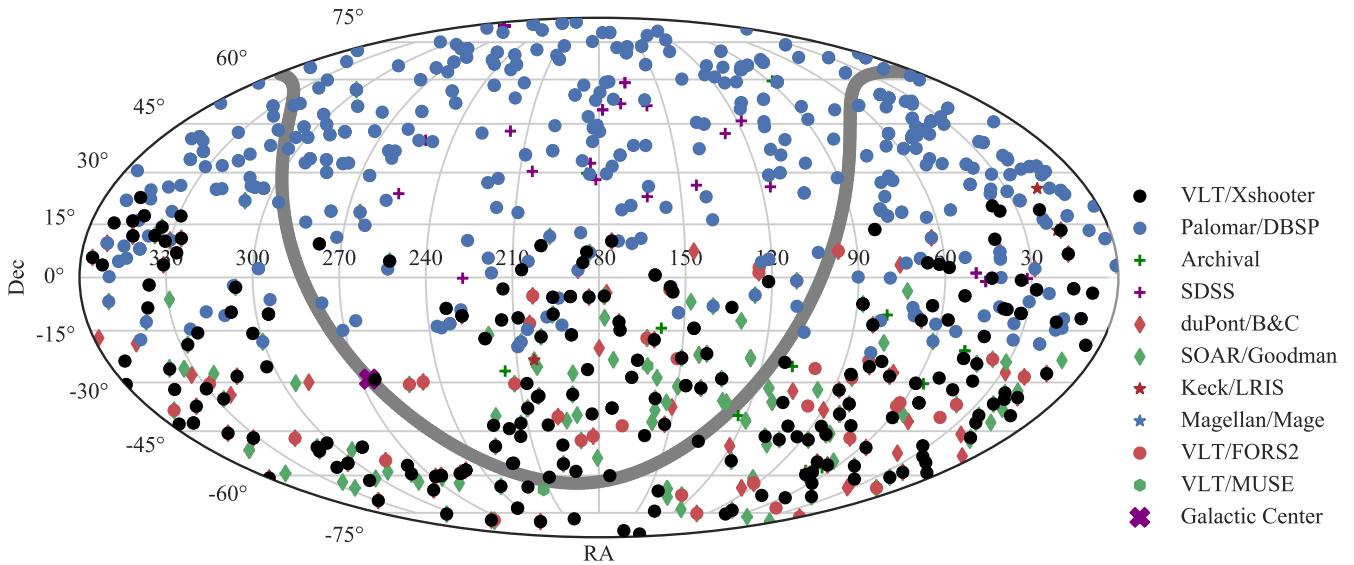 75°
60°
45°
30°
15°
0°
-15°
-30°
-45°
-60°
-75°
Dec
330 300 270 240 210 180 150 120 90 60 30
RA
VLT/Xshooter
Palomar/DBSP
Archival
SDSS
duPont/B&C
SOAR/Goodman
Keck/LRIS
Magellan/Mage
VLT/FORS2
VLT/MUSE
Galactic Center